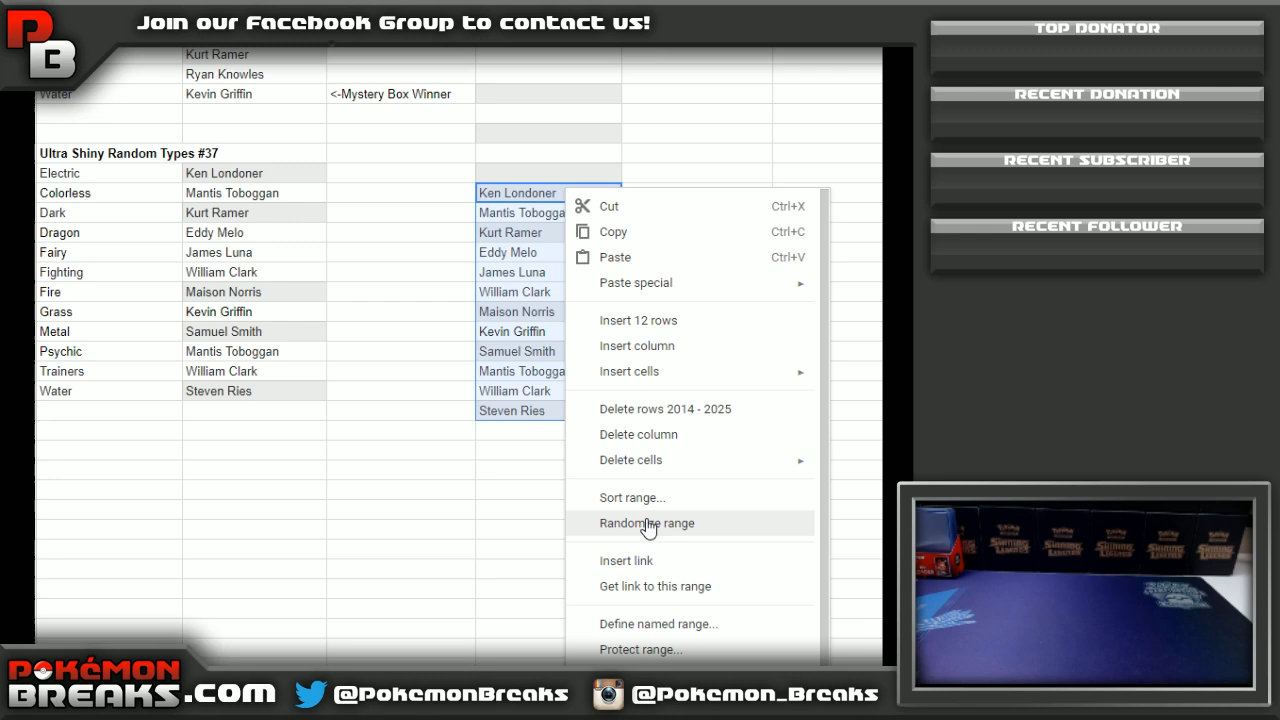 Join our Facebook Group to contact us!
PB
Kurt Ramer
Ryan Knowles
Water Kevin Griffin <-Mystery Box Winner
Ultra Shiny Random Types #37
Electric Ken Londoner
Colorless Mantis Toboggan Ken Londoner
Dark Kurt Ramer Mantis Tobogga
Dragon Eddy Melo Kurt Ramer
Fairy James Luna Eddy Melo
Fighting William Clark James Luna
Fire Maison Norris William Clark
Grass Kevin Griffin Maison Norris
Metal Samuel Smith Kevin Griffin
Psychic Mantis Toboggan Samuel Smith
Trainers William Clark Mantis Tobogga
Water Steven Ries William Clark
Steven Ries
Cut Ctrl+X
Copy Ctrl+C
Paste Ctrl+V
Paste special
Insert 12 rows
Insert column
Insert cells
Delete rows 2014 - 2025
Delete column
Delete cells
Sort range...
Randomize range
Insert link
Get link to this range
Define named range...
Protect range...
TOP DONATOR
RECENT DONATION
RECENT SUBSCRIBER
RECENT FOLLOWER
POKéMON
BREAKS.COM
@PokemonBreaks
@Pokemon_Breaks